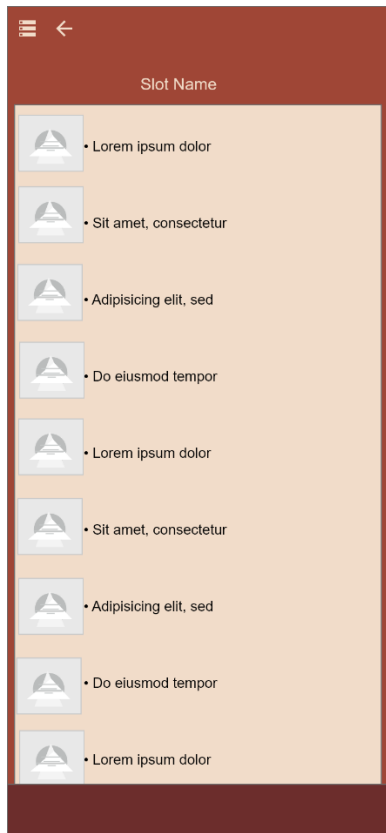 Slot Name
• Lorem ipsum dolor
• Sit amet, consectetur
• Adipisicing elit, sed
• Do eiusmod tempor
• Lorem ipsum dolor
• Sit amet, consectetur
• Adipisicing elit, sed
• Do eiusmod tempor
• Lorem ipsum dolor